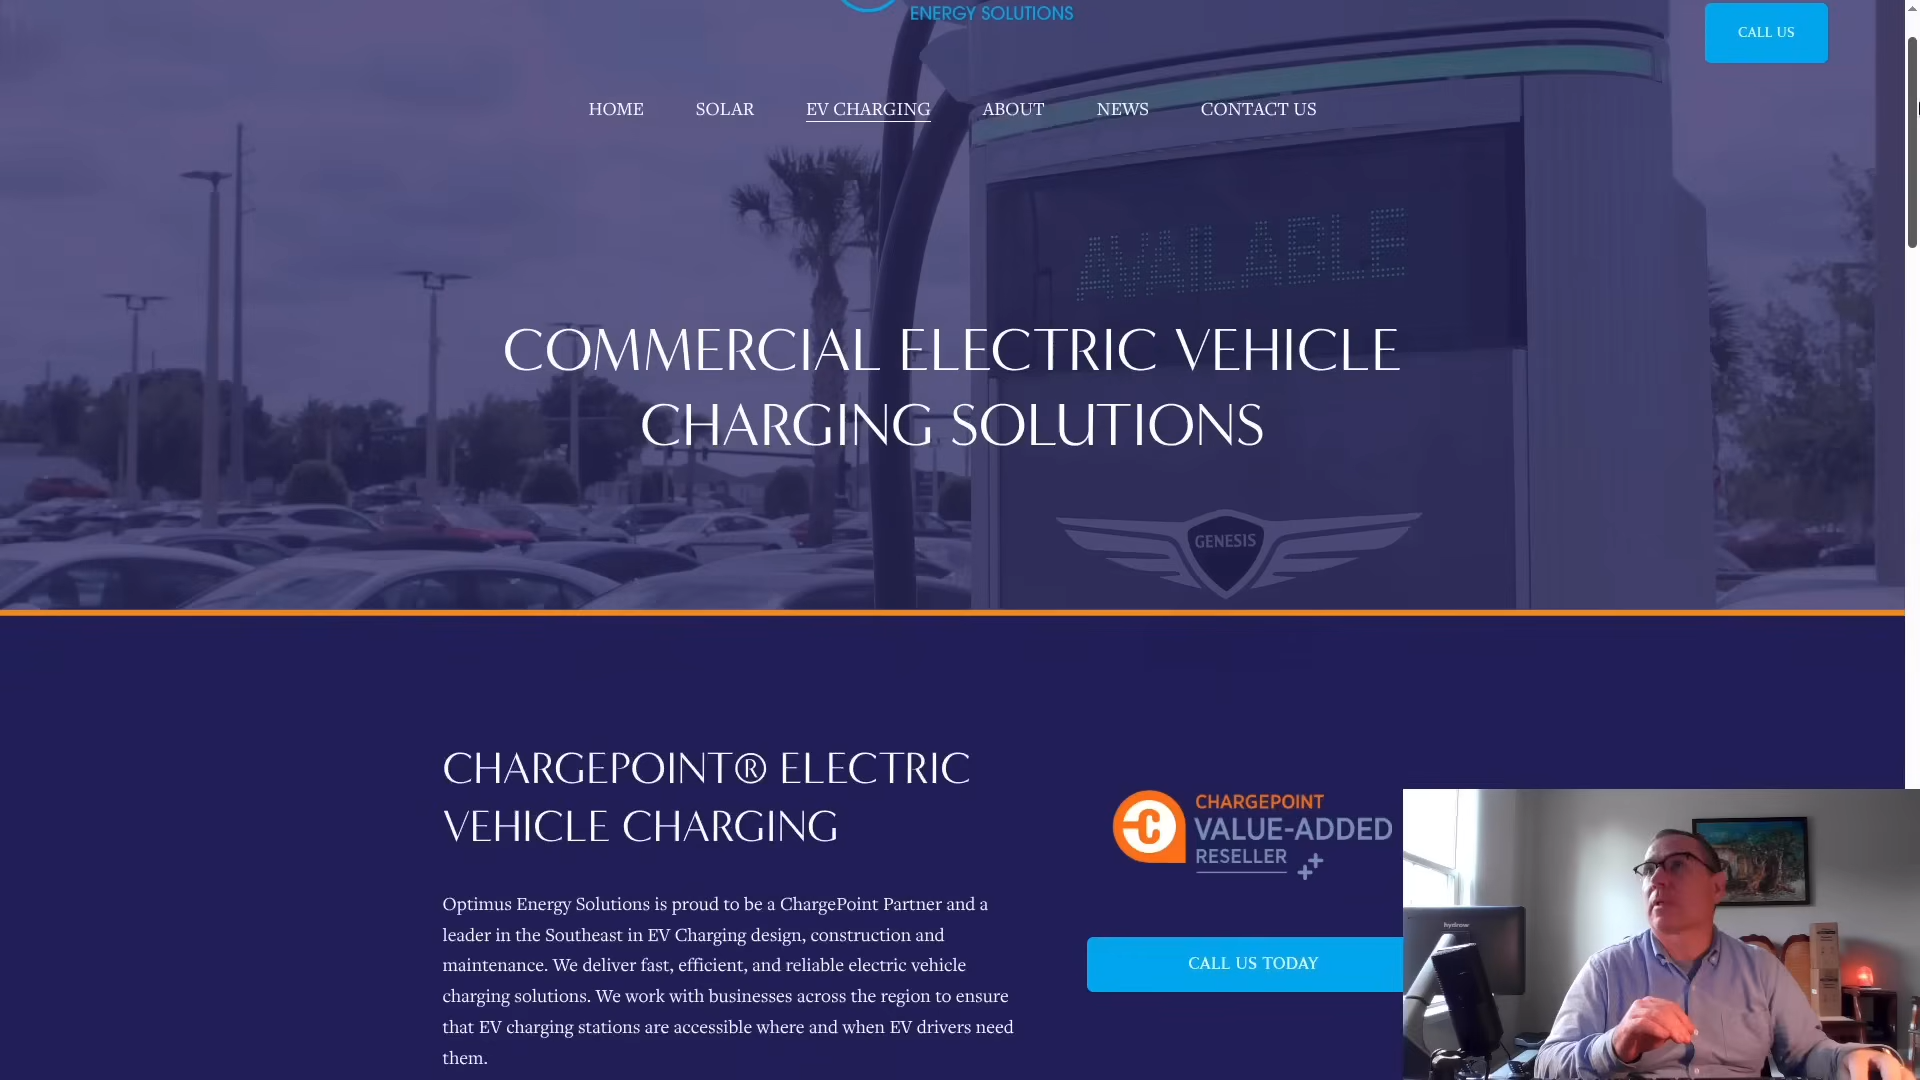 ENERGY SOLUTIONS
CALL US
HOME
SOLAR
EV CHARGING
ABOUT
NEWS
CONTACT US
AVAILABLE
COMMERCIAL ELECTRIC VEHICLE
CHARGING SOLUTIONS
GENESIS
CHARGEPOINT® ELECTRIC
VEHICLE CHARGING
CHARGEPOINT
VALUE-ADDED
RESELLER
Optimus Energy Solutions is proud to be a ChargePoint Partner and a
leader in the Southeast in EV Charging design, construction and
maintenance. We deliver fast, efficient, and reliable electric vehicle
charging solutions. We work with businesses across the region to ensure
that EV charging stations are accessible where and when EV drivers need
them.
CALL US TODAY